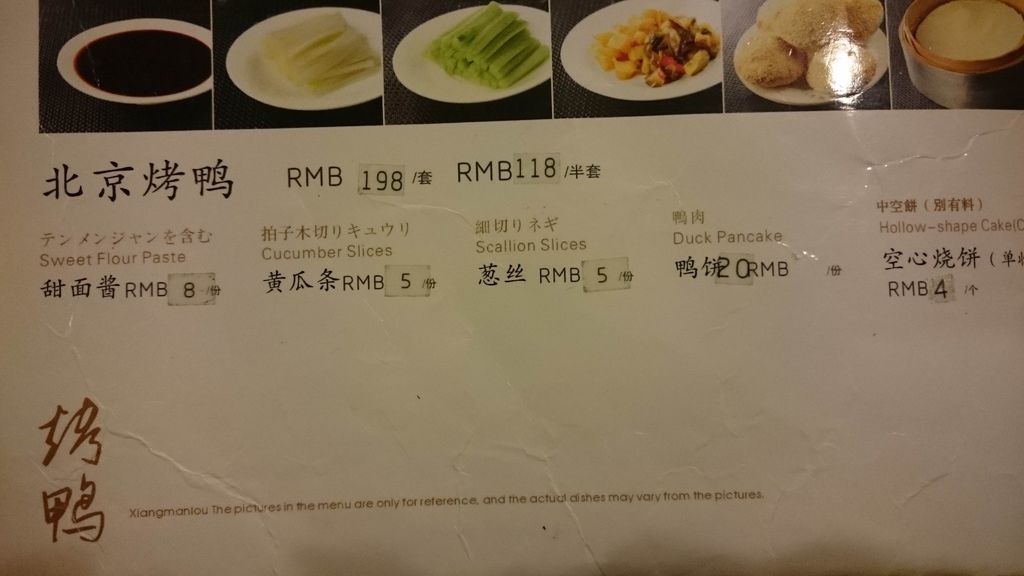 北京烤鸭 RMB 198 /套 RMB 118 /半套
テンメンジャンを含む
Sweet Flour Paste
甜面酱 RMB 8 /份
拍子木切りキュウリ
Cucumber Slices
黄瓜条 RMB 5 /份
細切りネギ
Scallion Slices
葱丝 RMB 5 /份
鴨肉
Duck Pancake
鸭饼 20 RMB /份
中空餅（別有料）
Hollow-shape Cake(C
空心烧饼（单
RMB 4 /个
烤鸭
Xiangmanlou The pictures in the menu are only for reference, and the actual dishes may vary from the pictures.